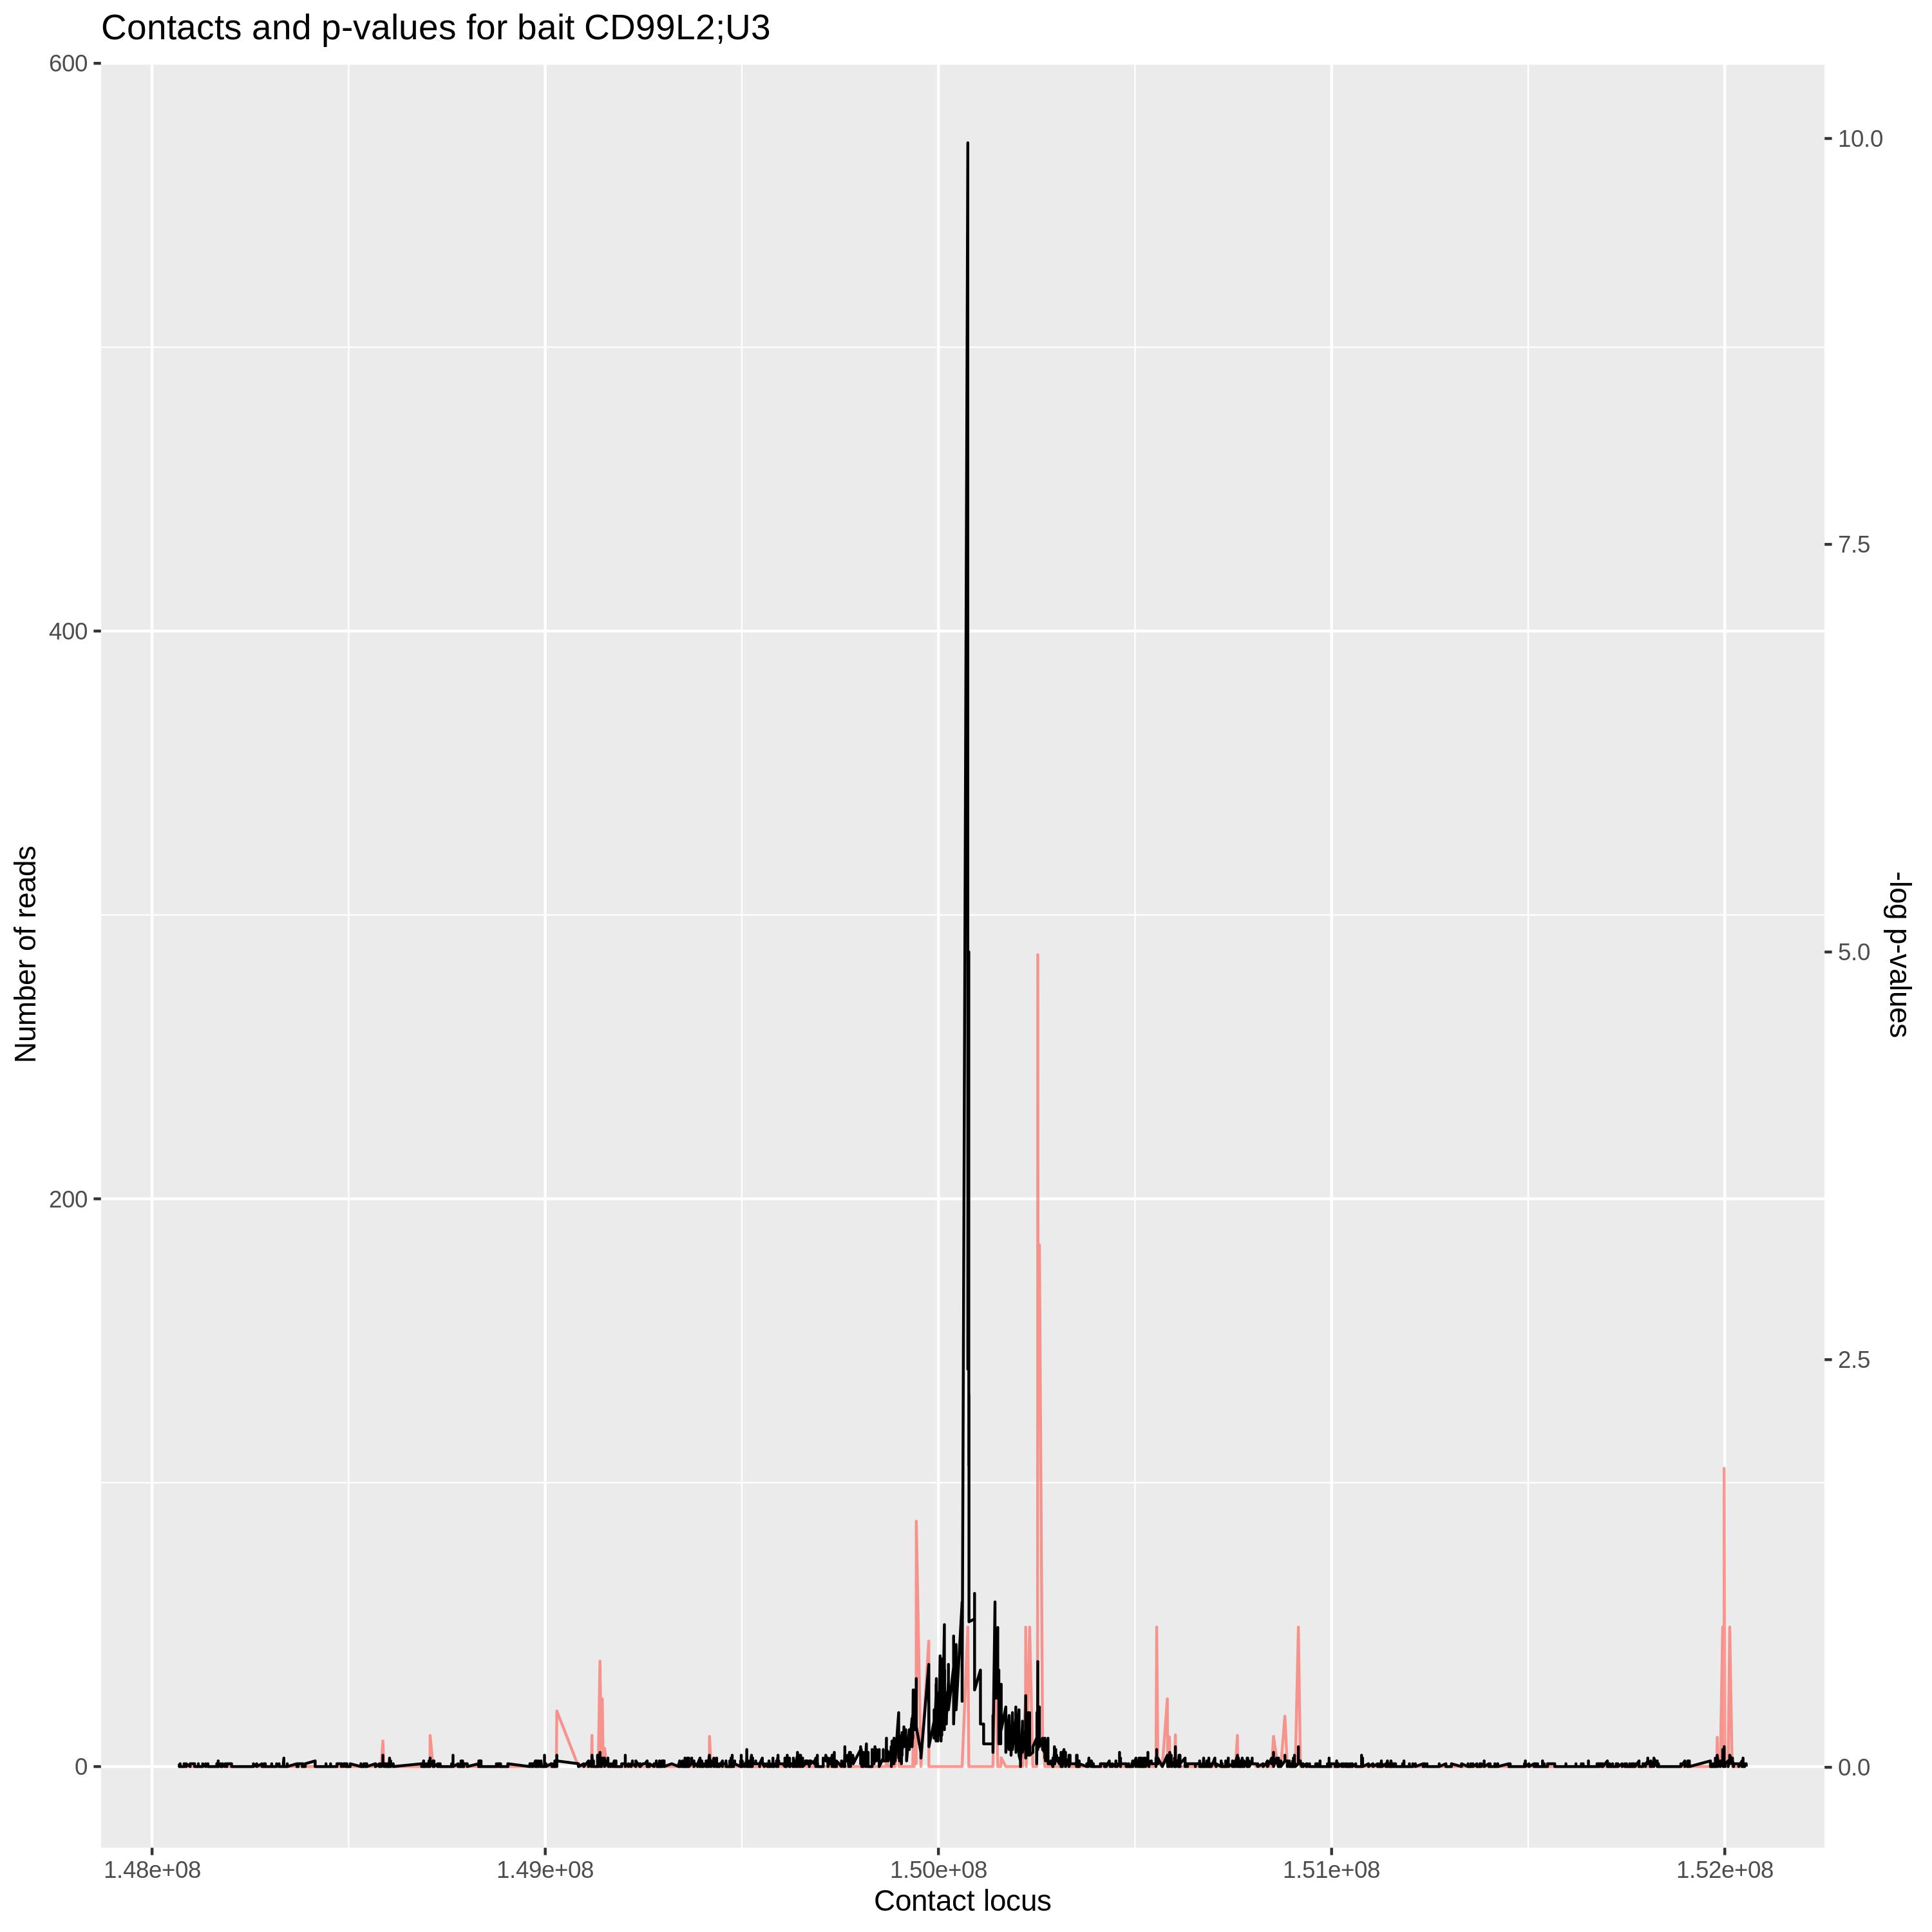 Contacts and p-values for bait CD99L2;U3
600
400
200
0
Number of reads
10.0
7.5
5.0
2.5
0.0
-log p-values
1.48e+08
1.49e+08
1.50e+08
1.51e+08
1.52e+08
Contact locus